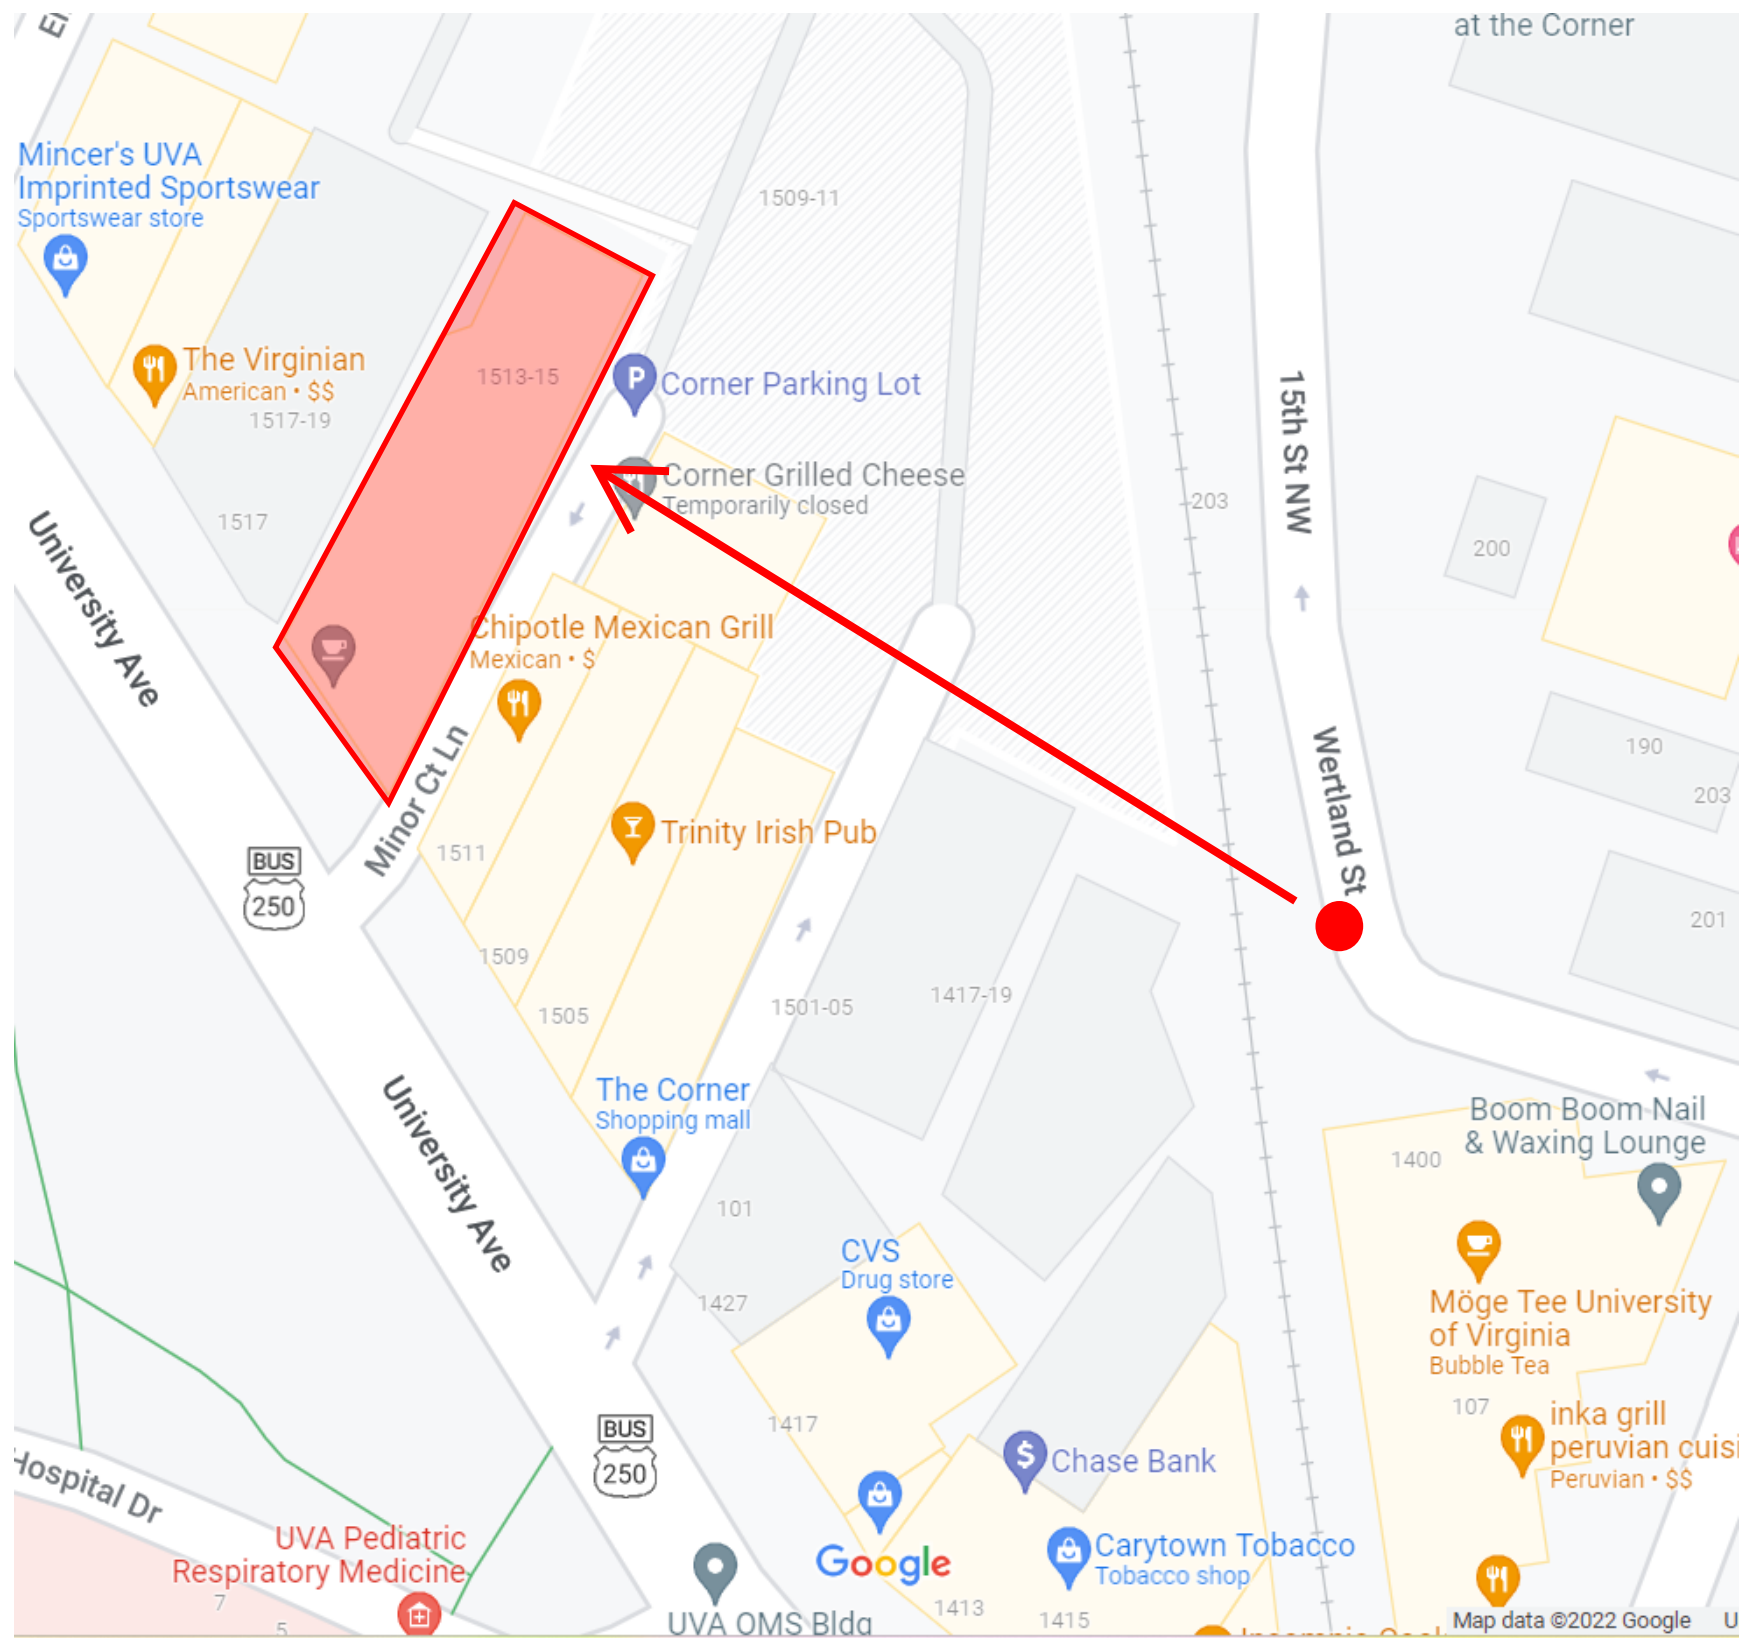 at the Corner
Mincer's UVA
Imprinted Sportswear
Sportswear store
1509-11
The Virginian
American • $$
1517-19
1513-15
Corner Parking Lot
Corner Grilled Cheese
Temporarily closed
203
15th St NW
200
1517
University Ave
Chipotle Mexican Grill
Mexican • $
Minor Ct Ln
Wertland St
190
203
Trinity Irish Pub
1511
BUS
250
201
1509
1505
1501-05
1417-19
The Corner
Shopping mall
University Ave
Boom Boom Nail
& Waxing Lounge
1400
101
CVS
Drug store
1427
Möge Tee University
of Virginia
Bubble Tea
1417
107
inka grill
peruvian cuisi
Peruvian • $$
BUS
250
Chase Bank
Hospital Dr
UVA Pediatric
Respiratory Medicine
Google
Carytown Tobacco
Tobacco shop
7
5
UVA OMS Bldg
1413
1415
Map data ©2022 Google